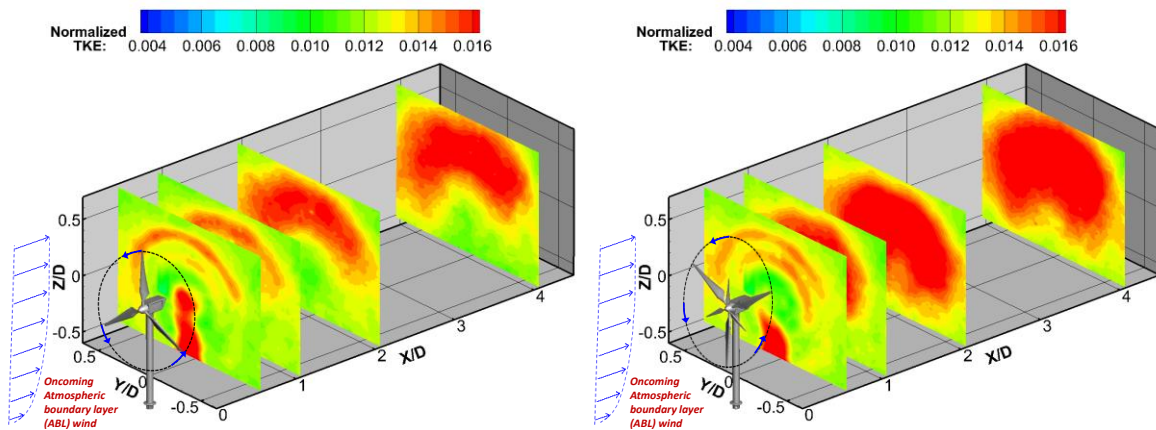 Normalized
TKE: 0.004 0.006 0.008 0.010 0.012 0.014 0.016
Z/D
0.5
0
-0.5
0.5
0
-0.5
Y/D
0
1
2
3
4
X/D
Oncoming
Atmospheric
boundary layer
(ABL) wind
Normalized
TKE: 0.004 0.006 0.008 0.010 0.012 0.014 0.016
Z/D
0.5
0
-0.5
0.5
0
-0.5
Y/D
0
1
2
3
4
X/D
Oncoming
Atmospheric
boundary layer
(ABL) wind